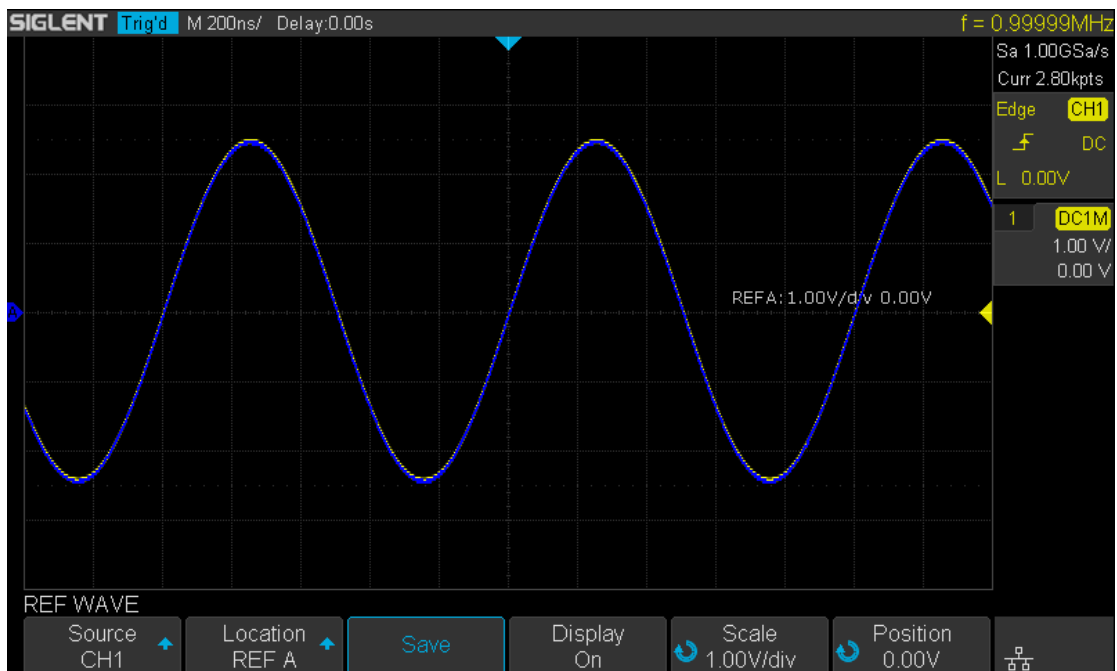 SIGLENT Trig'd M 200ns/ Delay:0.00s f = 0.99999MHz
Sa 1.00GSa/s
Curr 2.80kpts
Edge CH1
DC
L 0.00V
1 DC1M
1.00 V/
0.00 V
REFA:1.00V/div 0.00V
A
REF WAVE
Source
CH1
Location
REF A
Save
Display
On
Scale
1.00V/div
Position
0.00V